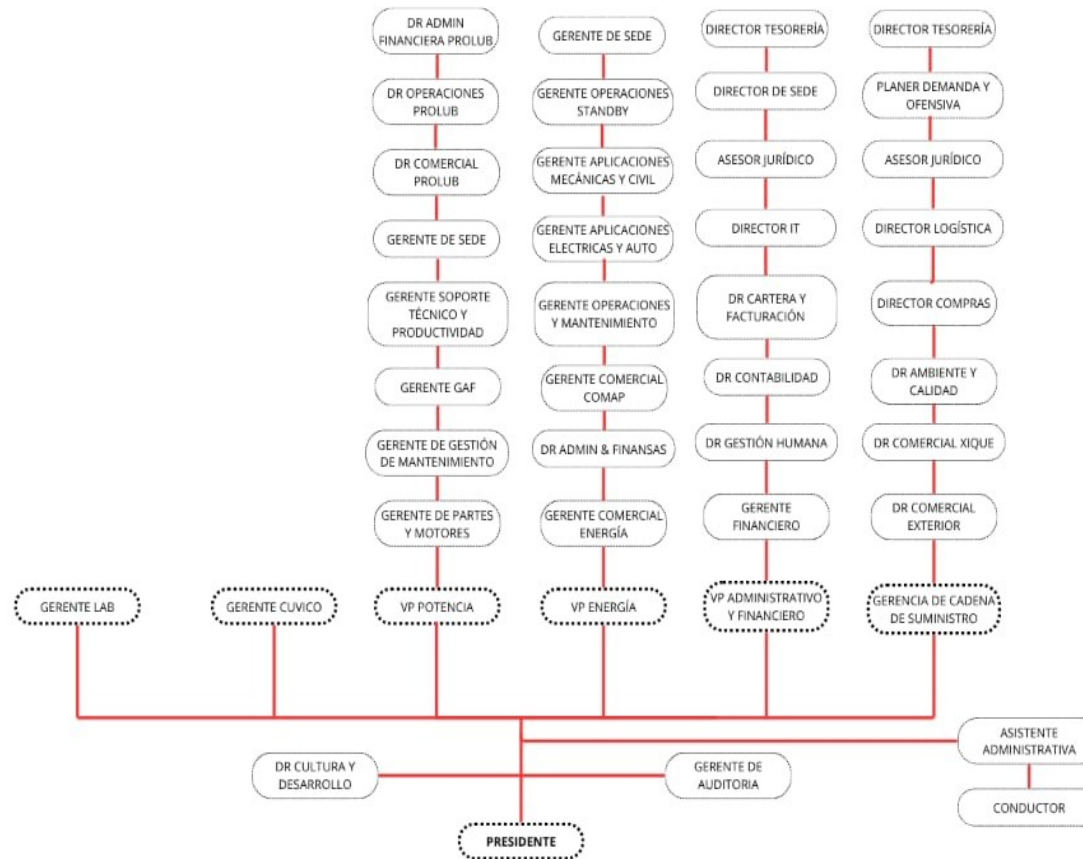 DR ADMIN
FINANCIERA PROLUB
GERENTE DE SEDE
DIRECTOR TESORERÍA
DIRECTOR TESORERÍA
DR OPERACIONES
PROLUB
GERENTE OPERACIONES
STANDBY
DIRECTOR DE SEDE
PLANER DEMANDA Y
OFENSIVA
DR COMERCIAL
PROLUB
GERENTE APLICACIONES
MECÁNICAS Y CIVIL
ASESOR JURÍDICO
ASESOR JURÍDICO
GERENTE DE SEDE
GERENTE APLICACIONES
ELECTRICAS Y AUTO
DIRECTOR IT
DIRECTOR LOGÍSTICA
GERENTE SOPORTE
TÉCNICO Y
PRODUCTIVIDAD
GERENTE OPERACIONES
Y MANTENIMIENTO
DR CARTERA Y
FACTURACIÓN
DIRECTOR COMPRAS
GERENTE GAF
GERENTE COMERCIAL
COMAP
DR CONTABILIDAD
DR AMBIENTE Y
CALIDAD
GERENTE DE GESTIÓN
DE MANTENIMIENTO
DR ADMIN & FINANSAS
DR GESTIÓN HUMANA
DR COMERCIAL XIQUE
GERENTE DE PARTES
Y MOTORES
GERENTE COMERCIAL
ENERGÍA
GERENTE
FINANCIERO
DR COMERCIAL
EXTERIOR
GERENTE LAB
GERENTE CUVICO
VP POTENCIA
VP ENERGÍA
VP ADMINISTRATIVO
Y FINANCIERO
GERENCIA DE CADENA
DE SUMINISTRO
ASISTENTE
ADMINISTRATIVA
DR CULTURA Y
DESARROLLO
GERENTE DE
AUDITORIA
CONDUCTOR
PRESIDENTE